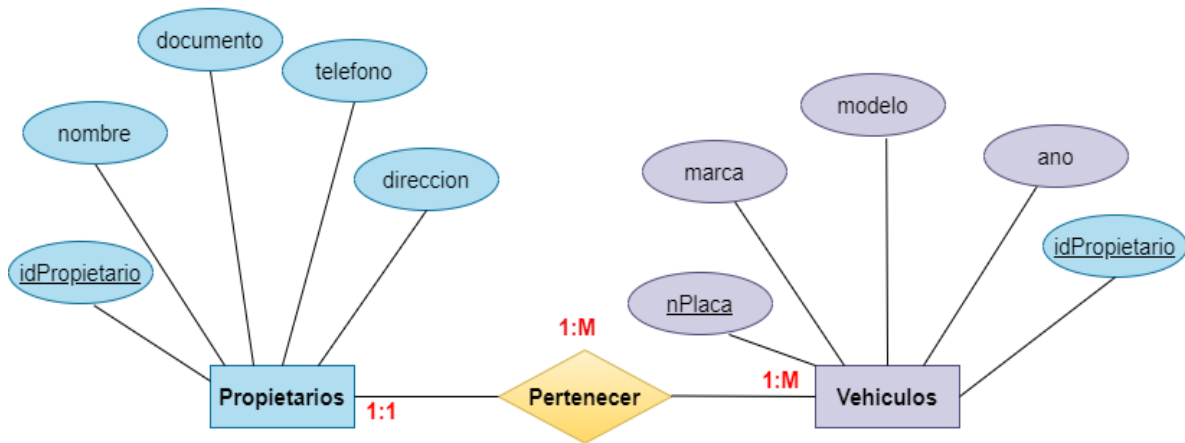 documento
telefono
nombre
direccion
idPropietario
modelo
marca
ano
idPropietario
nPlaca
1:M
Propietarios
1:1
Pertenecer
1:M
Vehiculos